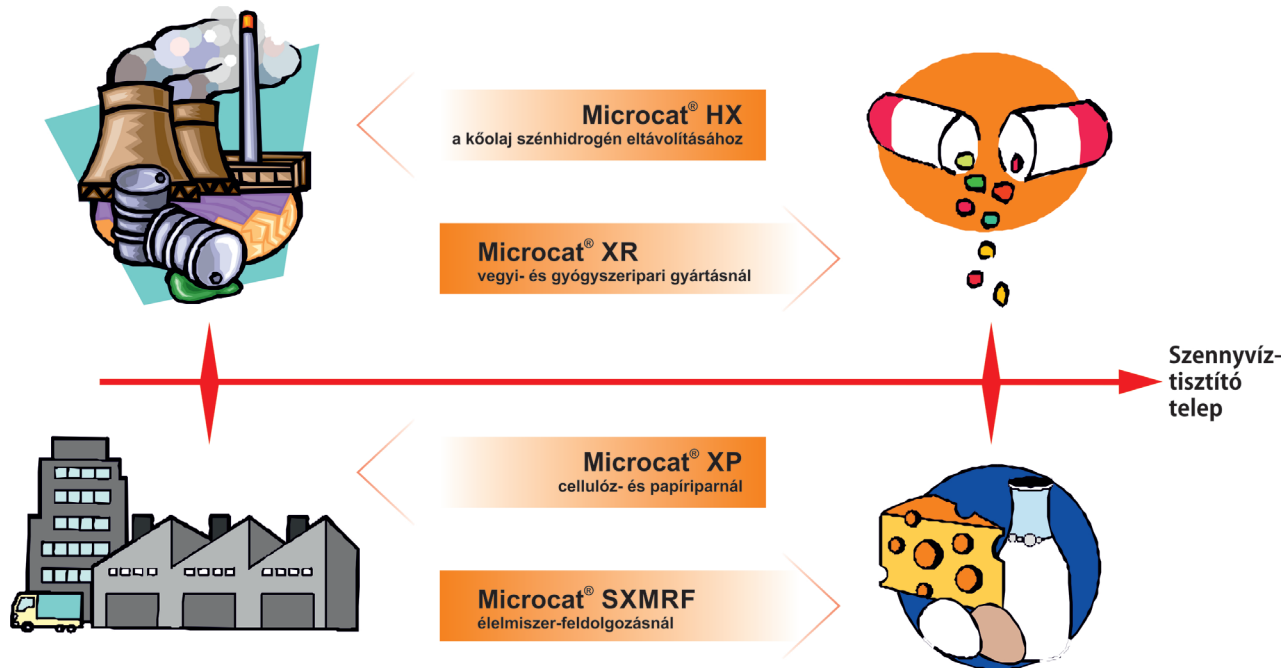 Microcat® HX
a kőolaj szénhidrogén eltávolításához
Microcat® XR
vegyi- és gyógyszeripari gyártásnál
Szennyvíz-
tisztító
telep
Microcat® XP
cellulóz- és papíriparnál
Microcat® SXMRF
élelmiszer-feldolgozásnál